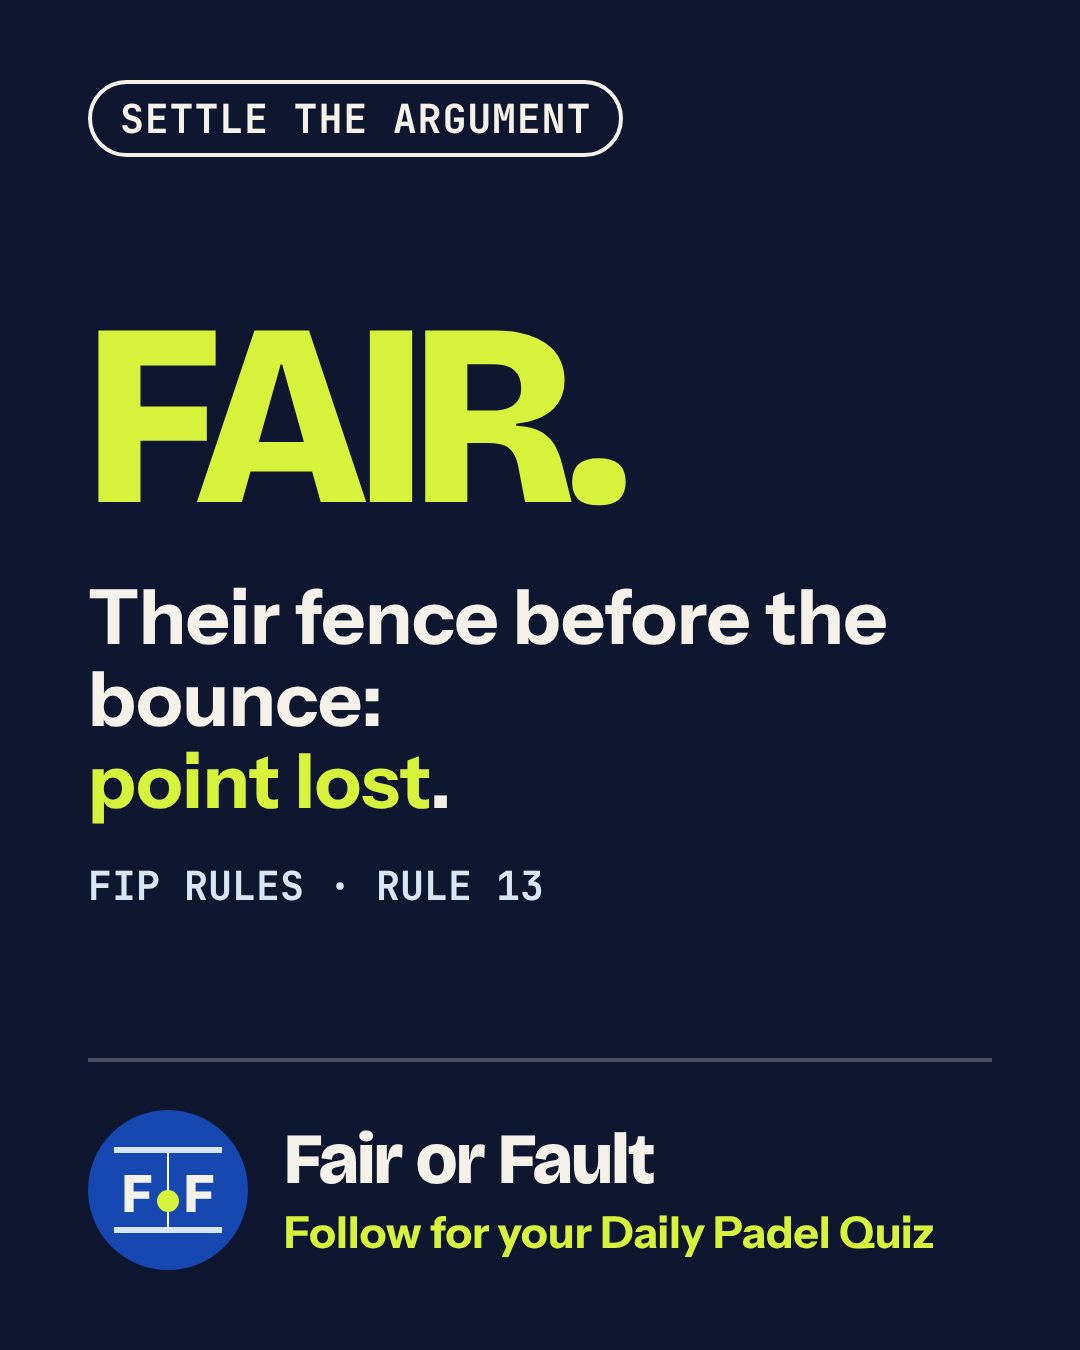 SETTLE THE ARGUMENT
FAIR.
Their fence before the
bounce:
point lost.
FIP RULES · RULE 13
F F
Fair or Fault
Follow for your Daily Padel Quiz